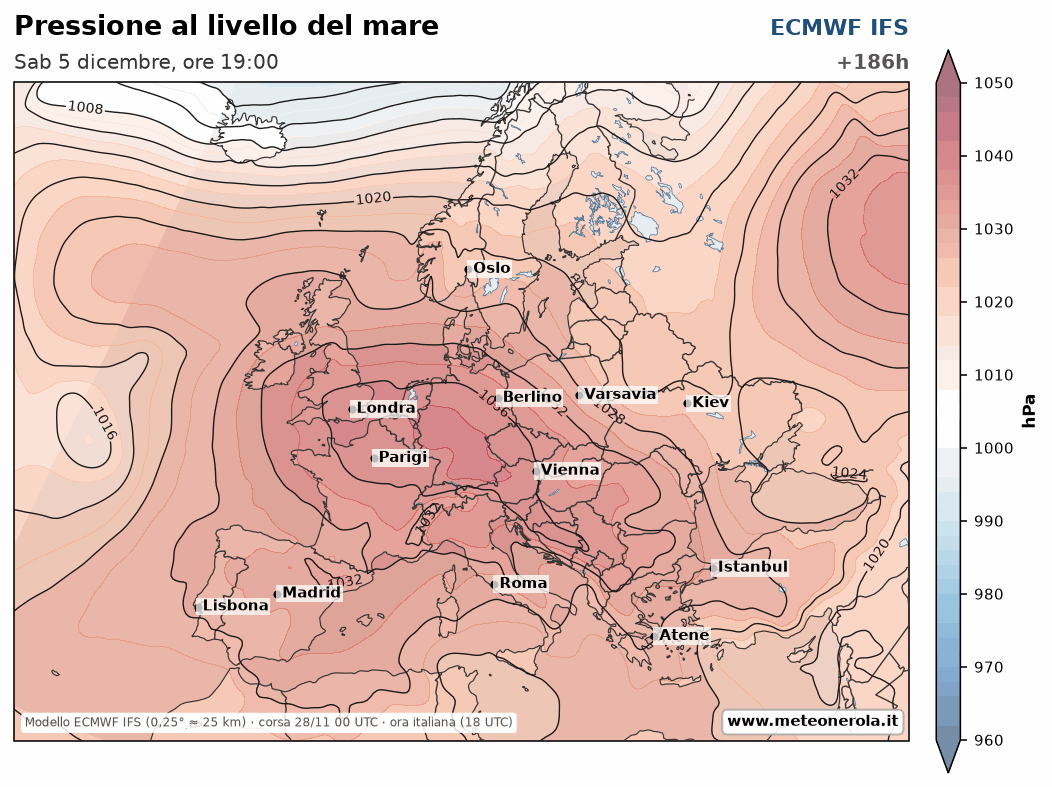 Pressione al livello del mare
ECMWF IFS
Sab 5 dicembre, ore 19:00
+186h
1008
1020
1032
1016
Oslo
Londra
Berlino
Varsavia
Kiev
1036
1028
Parigi
Vienna
1024
1032
1020
Istanbul
Roma
1032
Madrid
Lisbona
Atene
Modello ECMWF IFS (0,25° ≈ 25 km) · corsa 28/11 00 UTC · ora italiana (18 UTC)
www.meteonerola.it
1050
1040
1030
1020
1010
1000
990
980
970
960
hPa